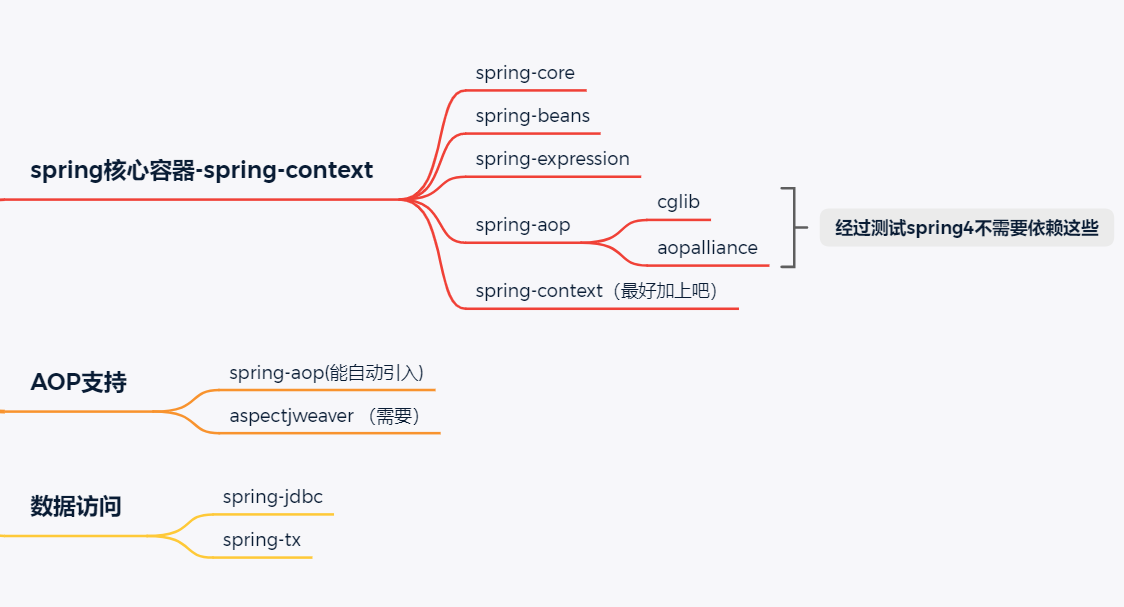 spring核心容器-spring-context
spring-core
spring-beans
spring-expression
spring-aop
cglib
aopalliance
经过测试spring4不需要依赖这些
spring-context（最好加上吧）
AOP支持
spring-aop(能自动引入)
aspectjweaver （需要）
数据访问
spring-jdbc
spring-tx